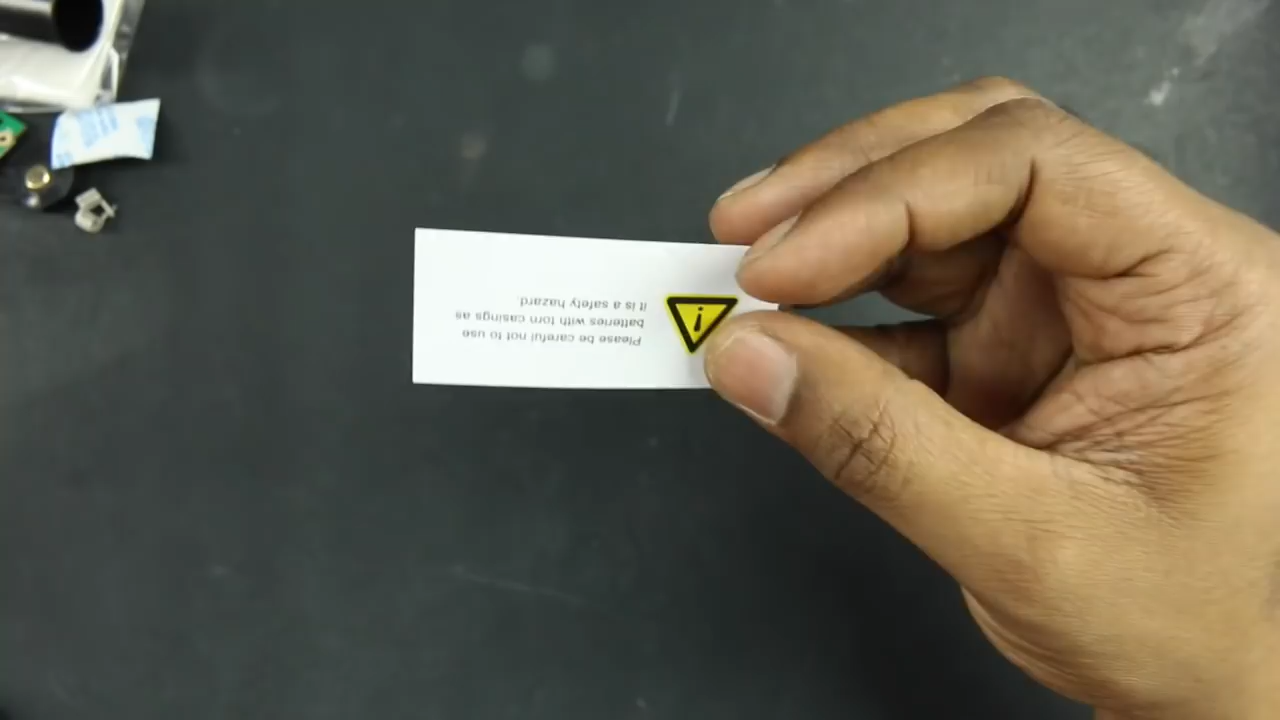 Please be careful not to use
batteries with torn casings as
it is a safety hazard.